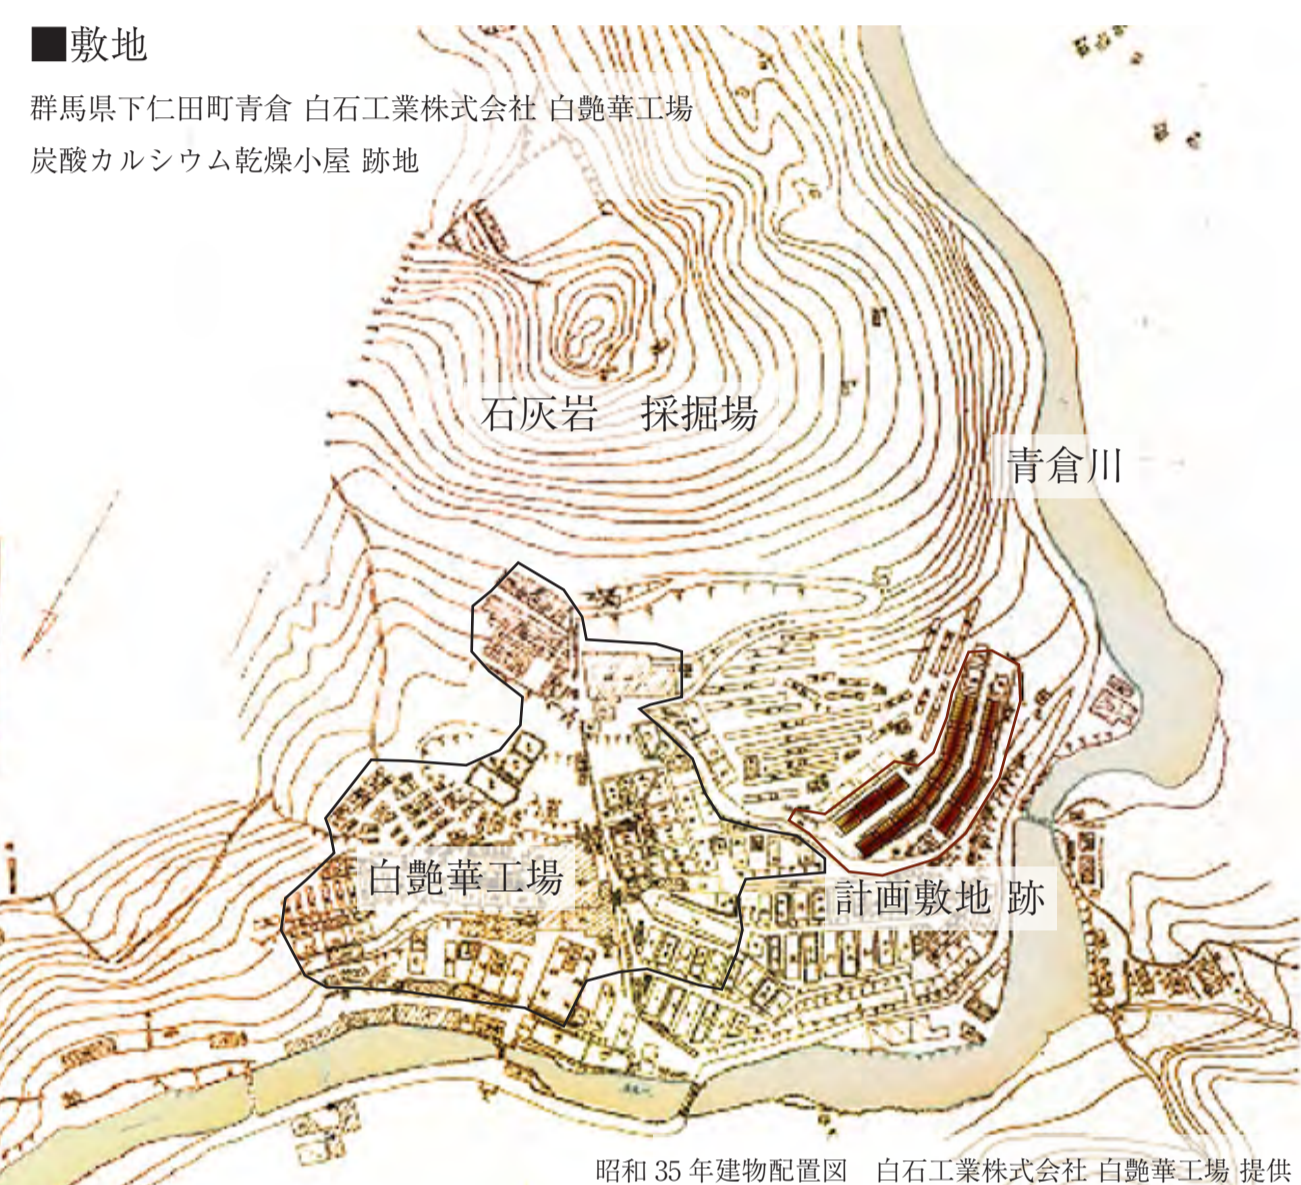 ■敷地
群馬県下仁田町青倉 白石工業株式会社 白艶華工場
炭酸カルシウム乾燥小屋 跡地
石灰岩　採掘場
青倉川
白艶華工場
計画敷地 跡
昭和 35 年建物配置図　白石工業株式会社 白艶華工場 提供